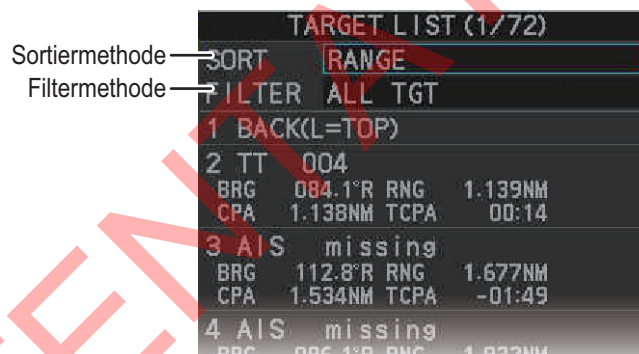 TARGET LIST (1/72)
Sortiermethode SORT RANGE
Filtermethode FILTER ALL TGT
1 BACK(L=TOP)
2 TT 004
BRG 084.1°R RNG 1.139NM
CPA 1.138NM TCPA 00:14
3 AIS missing
BRG 112.8°R RNG 1.677NM
CPA 1.534NM TCPA -01:49
4 AIS missing